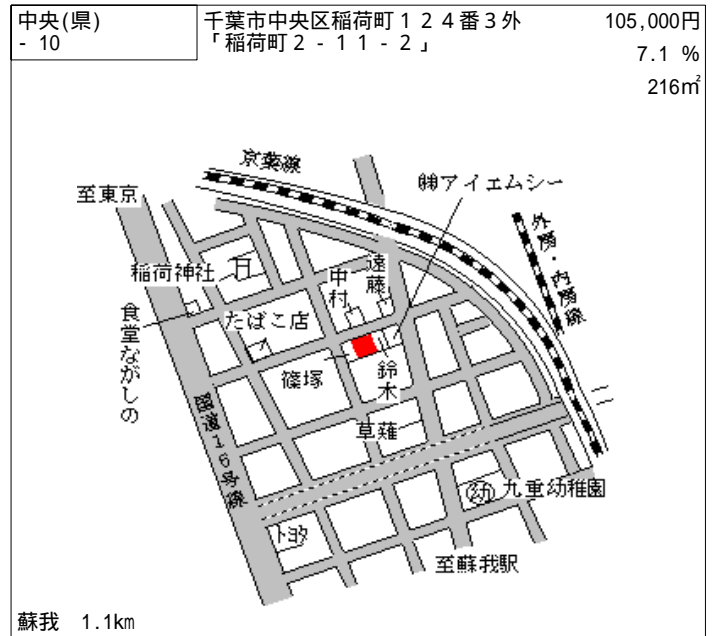 中央(県)
- 10
千葉市中央区稲荷町124番3外
「稲荷町2 - 11 - 2」
105,000円
7.1 %
216㎡
京葉線
㈱アイエムシー
至東京
外房・内房線
稲荷神社
中村
遠藤
食堂ながしの
たばこ店
篠塚
鈴木
国道16号線
草薙
幼 九重幼稚園
トヨタ
至蘇我駅
蘇我 1.1km